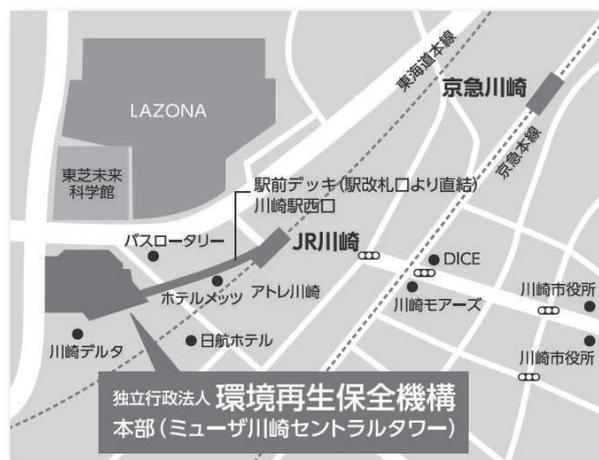 東海道本線
京急川崎
京急本線
LAZONA
東芝未来
科学館
駅前デッキ(駅改札口より直結)
川崎駅西口
バスロータリー
JR川崎
DICE
ホテルメッツ
アトレ川崎
川崎モアーズ
川崎市役所
川崎デルタ
日航ホテル
川崎市役所
独立行政法人 環境再生保全機構
本部(ミューザ川崎セントラルタワー)